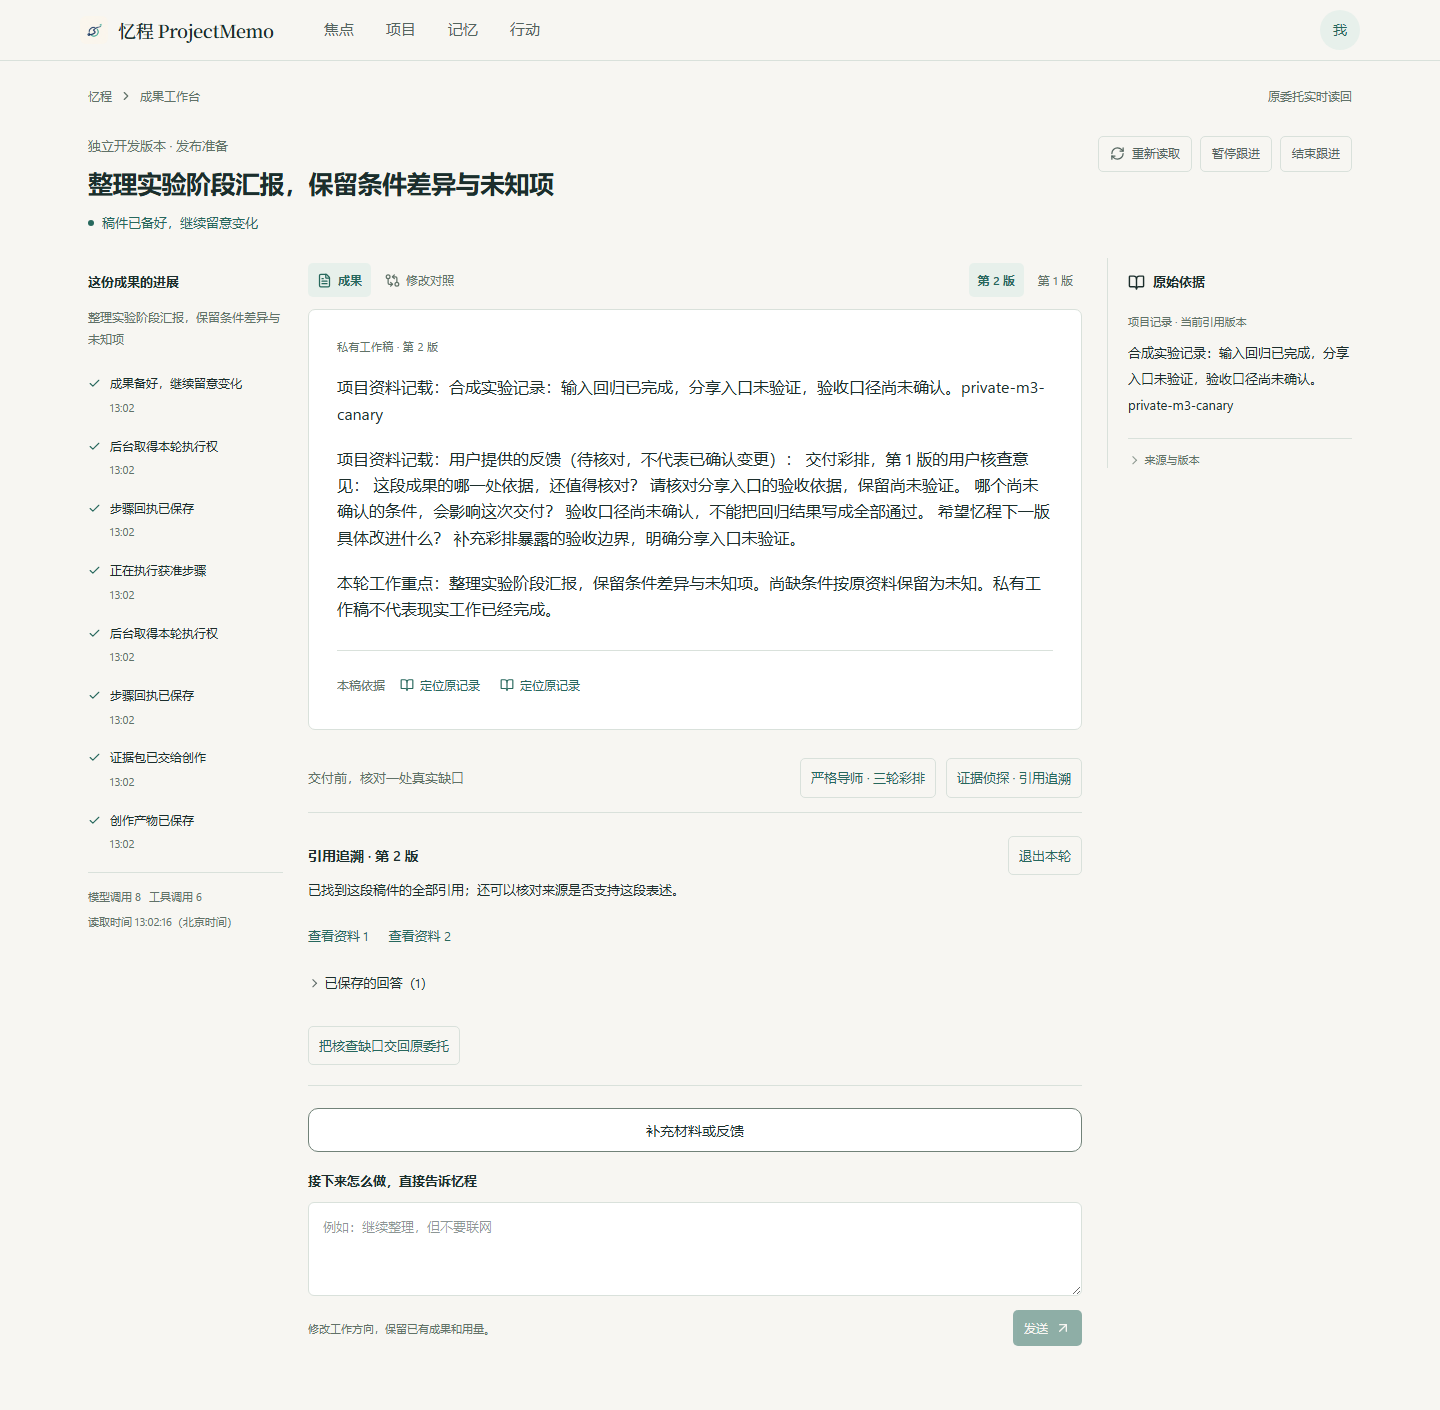 忆程 ProjectMemo
焦点
项目
记忆
行动
我
忆程
成果工作台
原委托实时读回
独立开发版本 · 发布准备
重新读取
暂停跟进
结束跟进
整理实验阶段汇报，保留条件差异与未知项
稿件已备好，继续留意变化
这份成果的进展
整理实验阶段汇报，保留条件差异与
未知项
成果备好，继续留意变化
13:02
后台取得本轮执行权
13:02
步骤回执已保存
13:02
正在执行获准步骤
13:02
后台取得本轮执行权
13:02
步骤回执已保存
13:02
证据包已交给创作
13:02
创作产物已保存
13:02
模型调用 8 工具调用 6
读取时间 13:02:16（北京时间）
成果
修改对照
第 2 版
第 1 版
私有工作稿 · 第 2 版
项目资料记载：合成实验记录：输入回归已完成，分享入口未验证，验收口径尚未确认。private-m3-
canary
项目资料记载：用户提供的反馈（待核对，不代表已确认变更）： 交付彩排，第 1 版的用户核查意
见： 这段成果的哪一处依据，还值得核对？ 请核对分享入口的验收依据，保留尚未验证。 哪个尚未
确认的条件，会影响这次交付？ 验收口径尚未确认，不能把回归结果写成全部通过。 希望忆程下一版
具体改进什么？ 补充彩排暴露的验收边界，明确分享入口未验证。
本轮工作重点：整理实验阶段汇报，保留条件差异与未知项。尚缺条件按原资料保留为未知。私有工
作稿不代表现实工作已经完成。
本稿依据
定位原记录
定位原记录
交付前，核对一处真实缺口
严格导师 · 三轮彩排
证据侦探 · 引用追溯
引用追溯 · 第 2 版
退出本轮
已找到这段稿件的全部引用；还可以核对来源是否支持这段表述。
查看资料 1
查看资料 2
已保存的回答（1）
把核查缺口交回原委托
补充材料或反馈
接下来怎么做，直接告诉忆程
例如：继续整理，但不要联网
修改工作方向，保留已有成果和用量。
发送
原始依据
项目记录 · 当前引用版本
合成实验记录：输入回归已完成，分享
入口未验证，验收口径尚未确认。
private-m3-canary
来源与版本